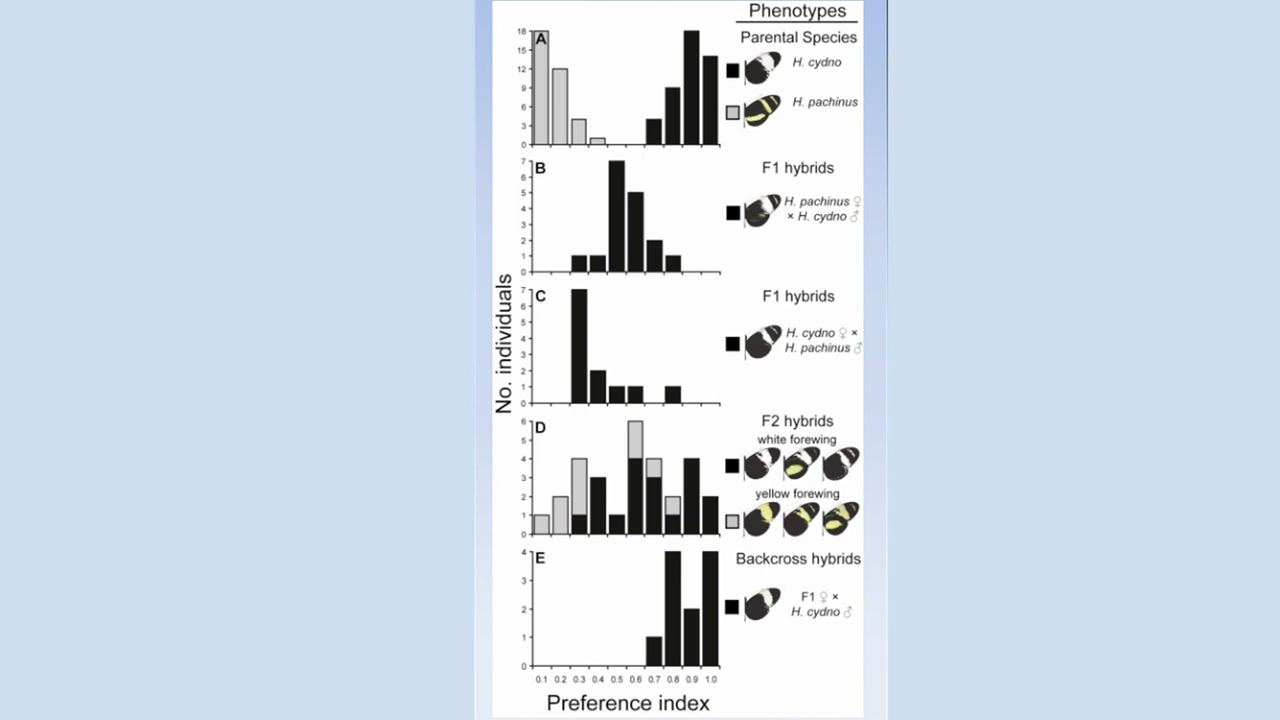 Phenotypes
A
Parental Species
H. cydno
H. pachinus
18
15
12
9
6
3
0
B
F1 hybrids
H. pachinus ♀
× H. cydno ♂
7
6
5
4
3
2
1
0
C
F1 hybrids
H. cydno ♀ ×
H. pachinus ♂
7
6
5
4
3
2
1
0
No. individuals
D
F2 hybrids
white forewing
yellow forewing
6
5
4
3
2
1
0
E
Backcross hybrids
F1 ♀ ×
H. cydno ♂
4
3
2
1
0
0.1 0.2 0.3 0.4 0.5 0.6 0.7 0.8 0.9 1.0
Preference index